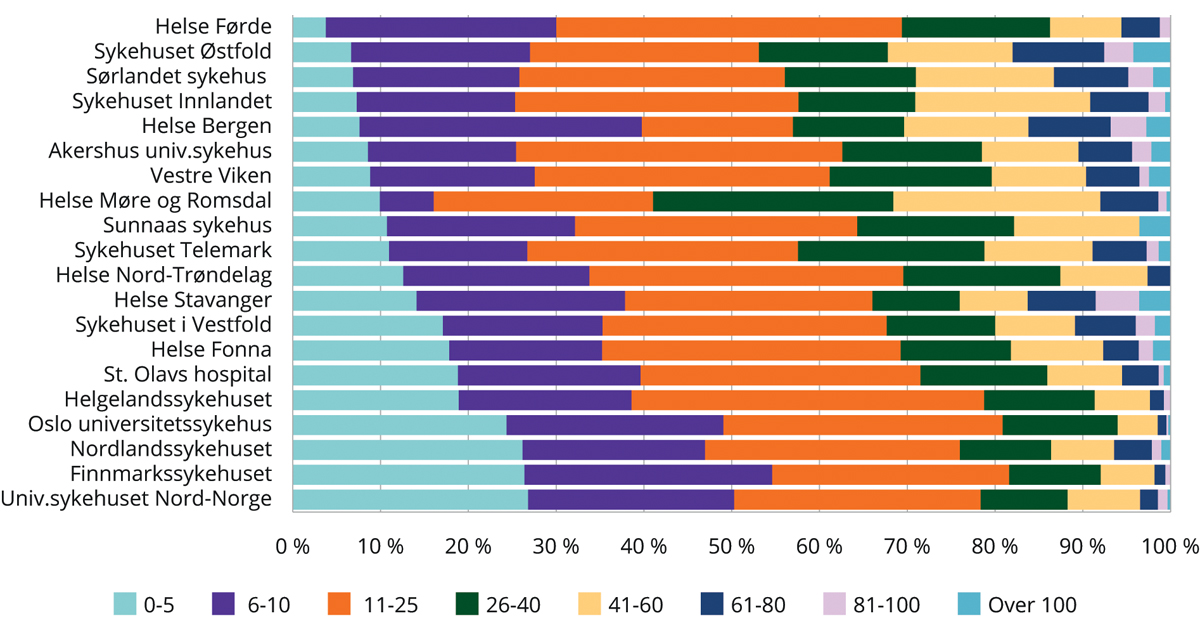 Helse Førde
Sykehuset Østfold
Sørlandet sykehus
Sykehuset Innlandet
Helse Bergen
Akershus univ.sykehus
Vestre Viken
Helse Møre og Romsdal
Sunnaas sykehus
Sykehuset Telemark
Helse Nord-Trøndelag
Helse Stavanger
Sykehuset i Vestfold
Helse Fonna
St. Olavs hospital
Helgelandssykehuset
Oslo universitetssykehus
Nordlandssykehuset
Finnmarkssykehuset
Univ.sykehuset Nord-Norge
0 % 10 % 20 % 30 % 40 % 50 % 60 % 70 % 80 % 90 % 100 %
0-5 6-10 11-25 26-40 41-60 61-80 81-100 Over 100